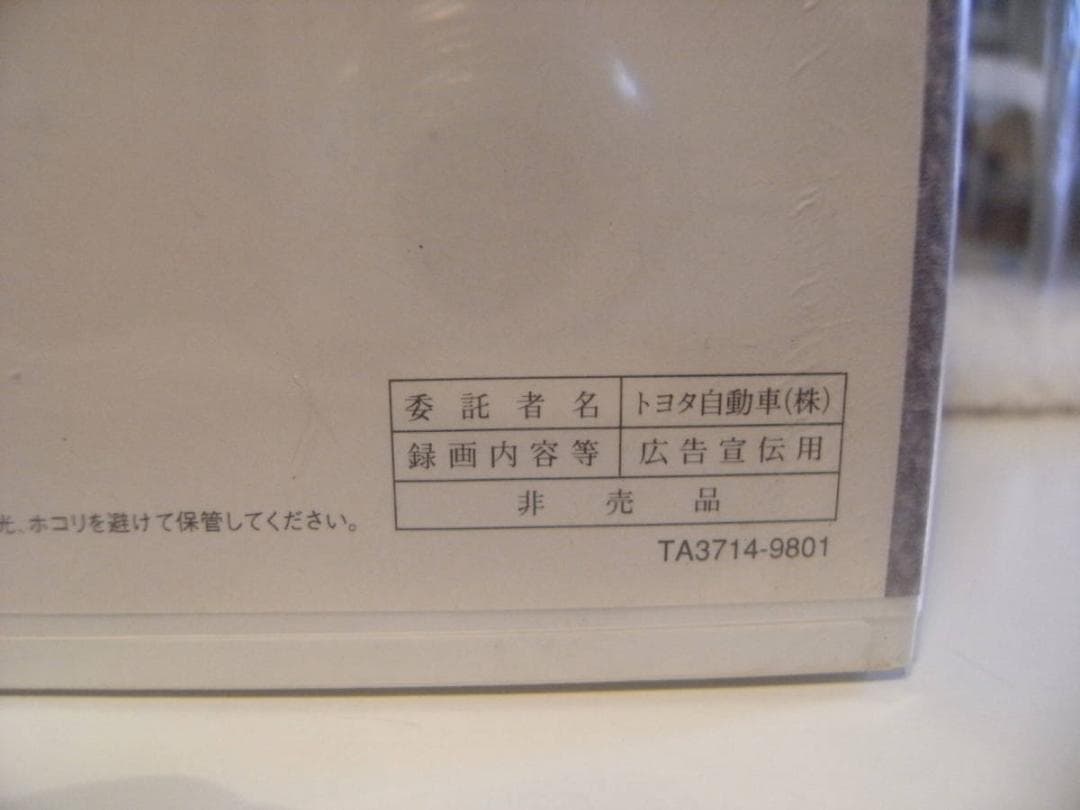 委託者名 トヨタ自動車(株)
録画内容等 広告宣伝用
非売品
光、ホコリを避けて保管してください。
TA3714-9801